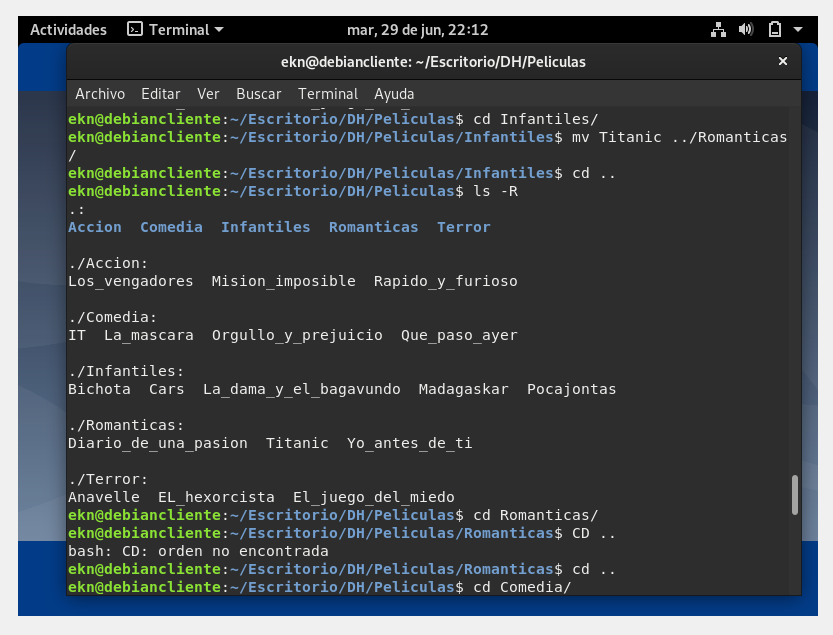 Actividades Terminal mar, 29 de jun, 22:12
ekn@debiancliente: ~/Escritorio/DH/Peliculas
Archivo Editar Ver Buscar Terminal Ayuda
ekn@debiancliente:~/Escritorio/DH/Peliculas$ cd Infantiles/
ekn@debiancliente:~/Escritorio/DH/Peliculas/Infantiles$ mv Titanic ../Romanticas
/
ekn@debiancliente:~/Escritorio/DH/Peliculas/Infantiles$ cd ..
ekn@debiancliente:~/Escritorio/DH/Peliculas$ ls -R
.:
Accion Comedia Infantiles Romanticas Terror
./Accion:
Los_vengadores Mision_imposible Rapido_y_furioso
./Comedia:
IT La_mascara Orgullo_y_prejuicio Que_paso_ayer
./Infantiles:
Bichota Cars La_dama_y_el_bagavundo Madagaskar Pocajontas
./Romanticas:
Diario_de_una_pasion Titanic Yo_antes_de_ti
./Terror:
Anavelle EL_hexorcista El_juego_del_miedo
ekn@debiancliente:~/Escritorio/DH/Peliculas$ cd Romanticas/
ekn@debiancliente:~/Escritorio/DH/Peliculas/Romanticas$ CD ..
bash: CD: orden no encontrada
ekn@debiancliente:~/Escritorio/DH/Peliculas/Romanticas$ cd ..
ekn@debiancliente:~/Escritorio/DH/Peliculas$ cd Comedia/